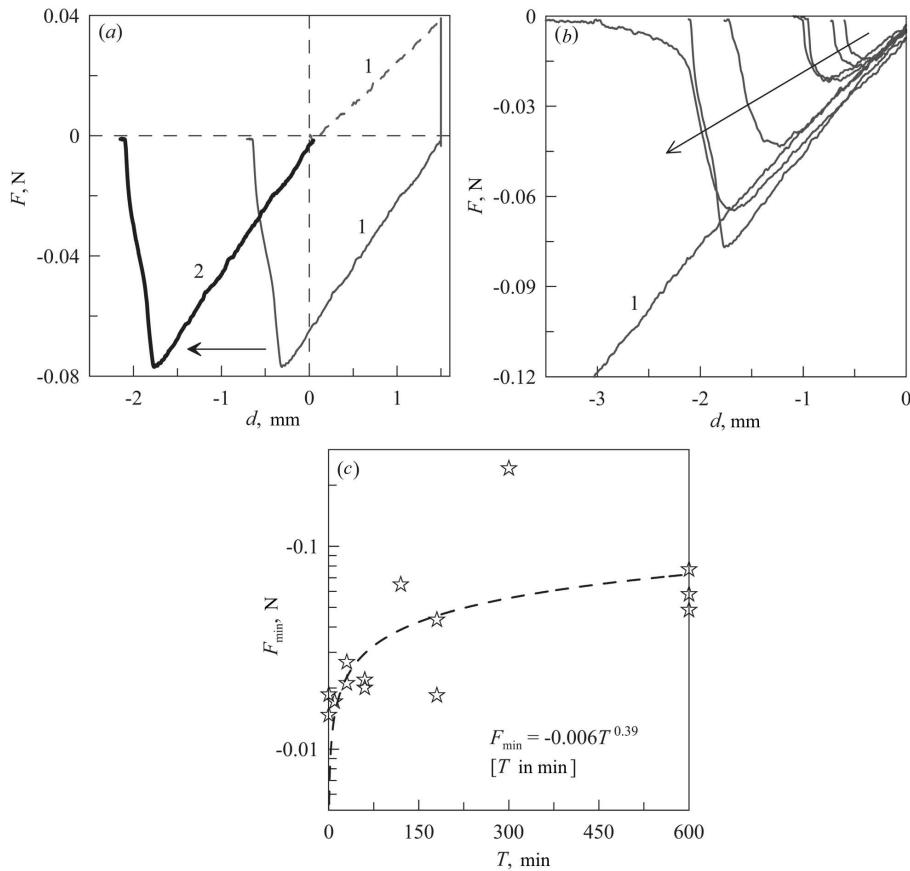 (a)
0.04
0
-0.04
-0.08
F, N
1
1
2
-2
-1
0
1
d, mm
(b)
0
-0.03
-0.06
-0.09
-0.12
F, N
1
-3
-2
-1
0
d, mm
(c)
-0.1
-0.01
F_min, N
F_min = -0.006T^0.39
[T in min]
0
150
300
450
600
T, min